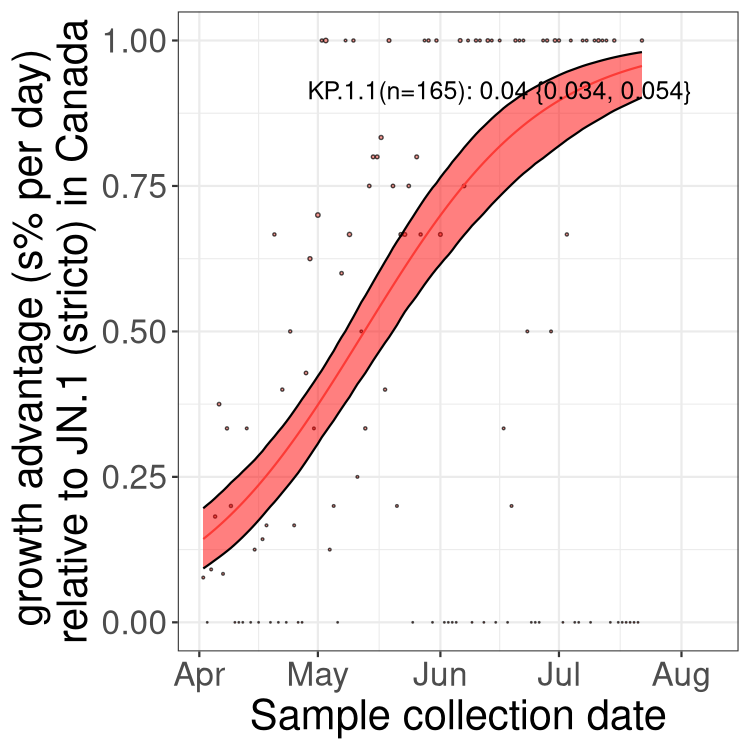 growth advantage (s% per day)
relative to JN.1 (stricto) in Canada
1.00
0.75
0.50
0.25
0.00
KP.1.1(n=165): 0.04 {0.034, 0.054}
Apr May Jun Jul Aug
Sample collection date